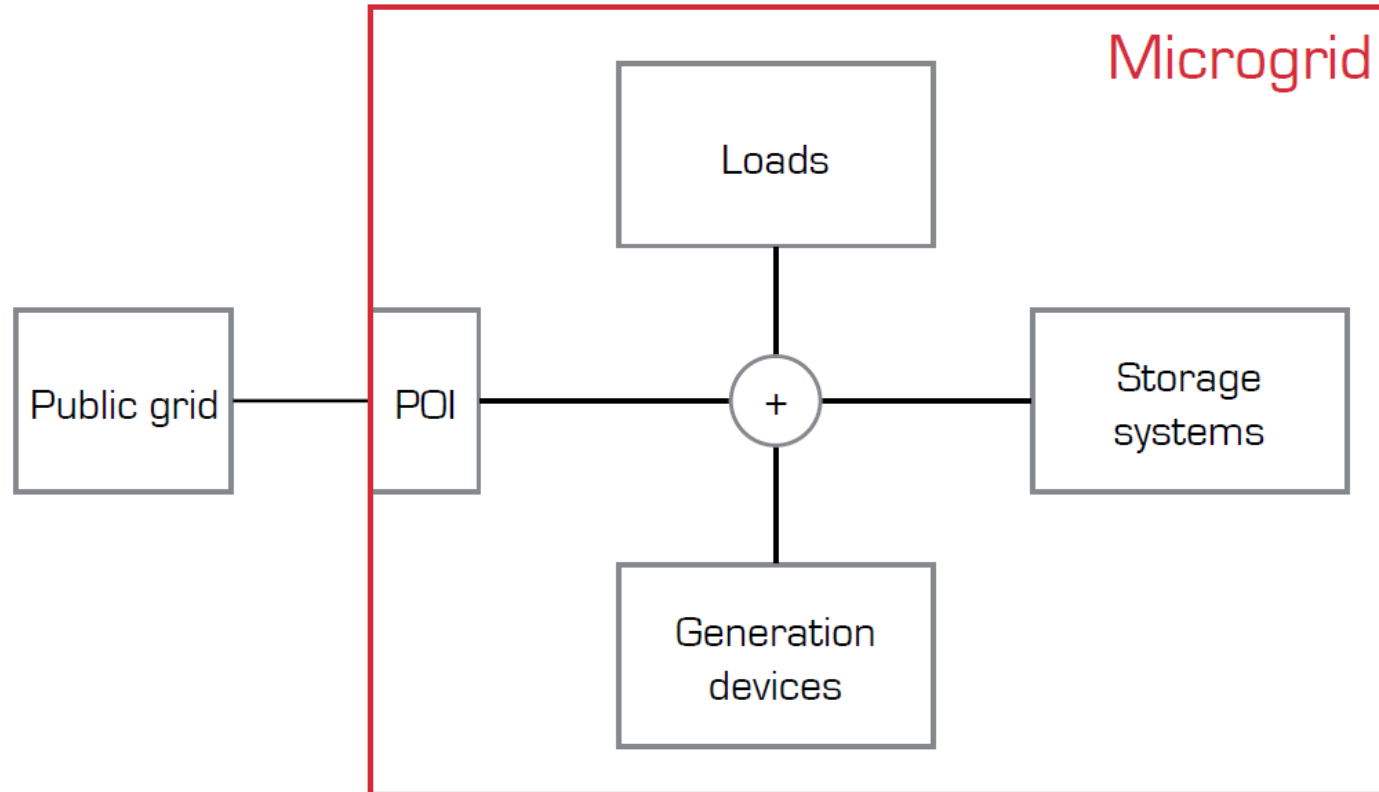 Microgrid
Loads
Public grid
POI
+
Storage
systems
Generation
devices